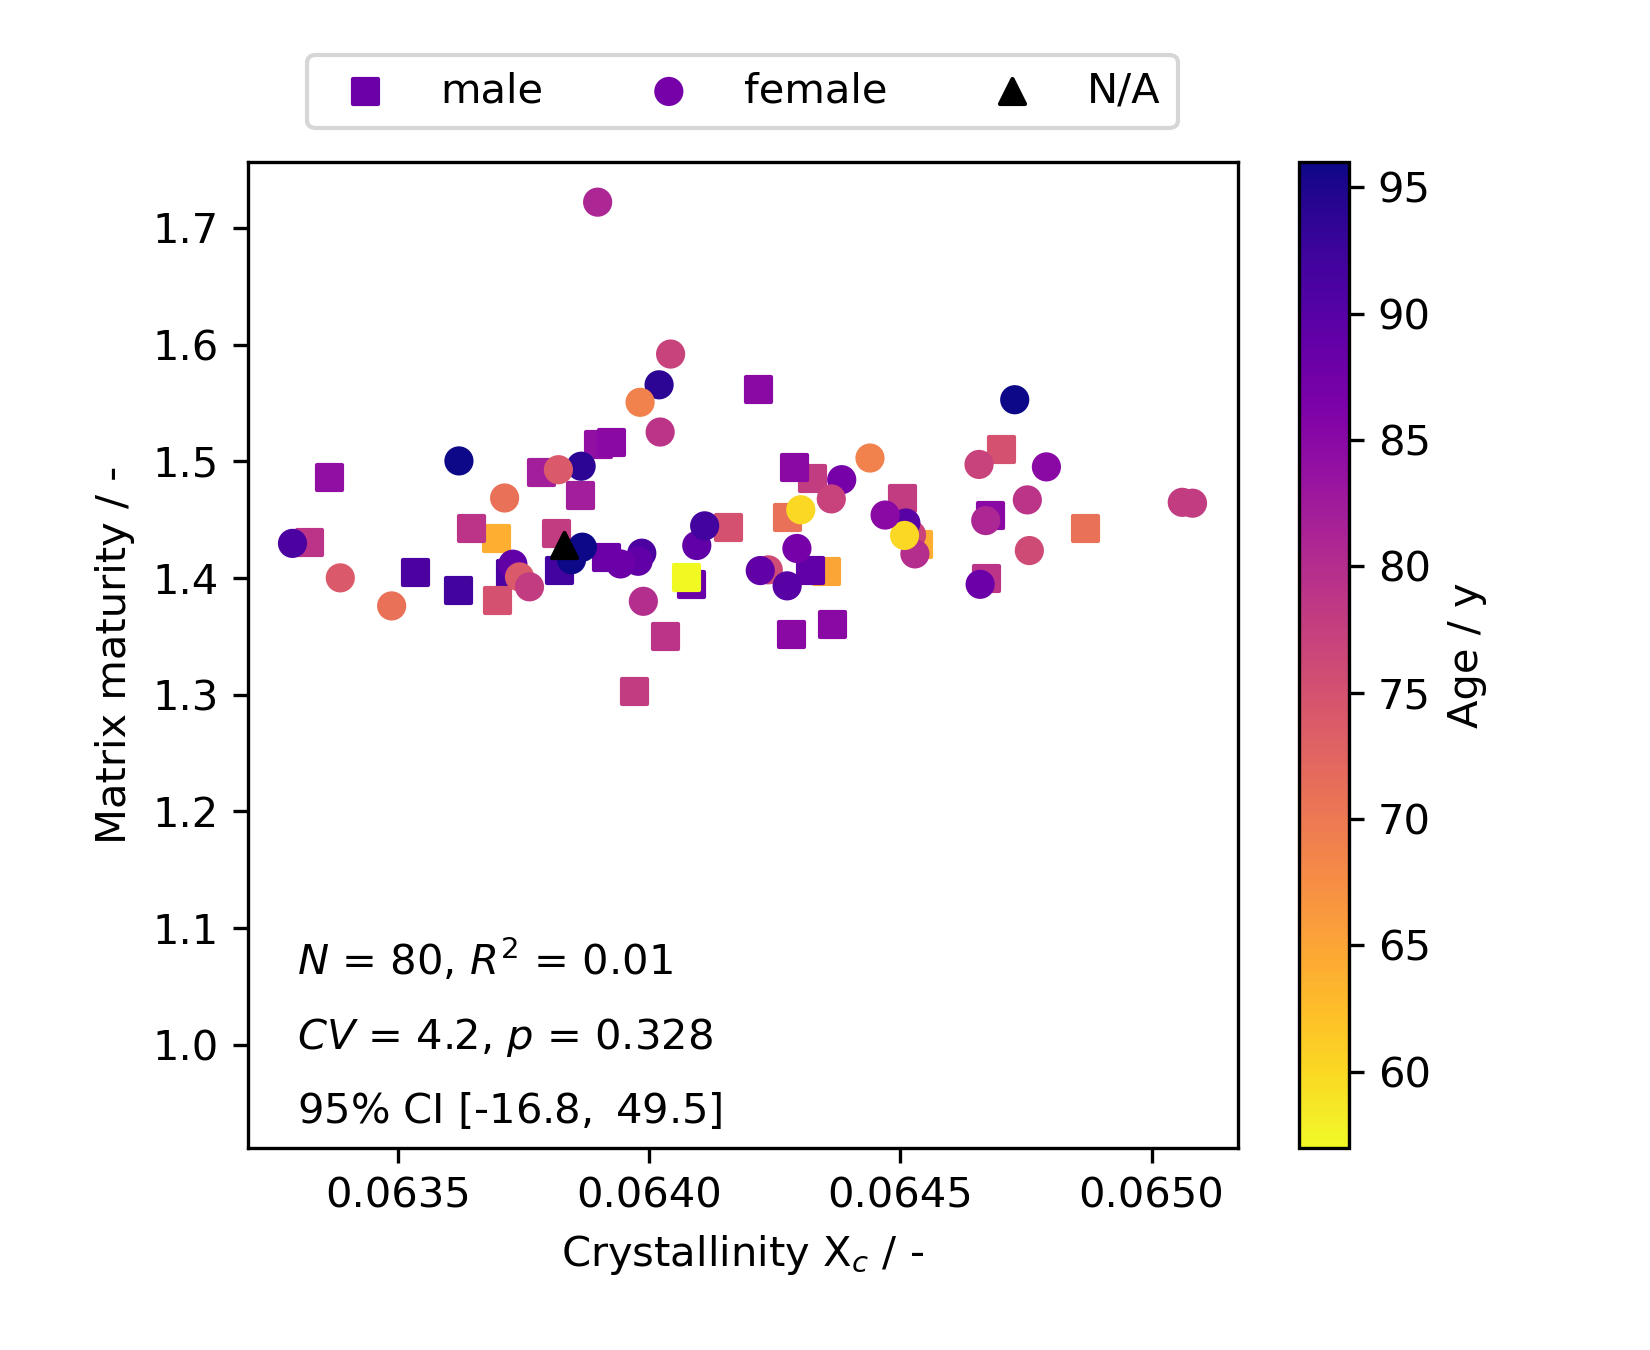 male female N/A
1.7
1.6
1.5
1.4
1.3
1.2
1.1
1.0
Matrix maturity / -
N = 80, R² = 0.01
CV = 4.2, p = 0.328
95% CI [-16.8, 49.5]
0.0635 0.0640 0.0645 0.0650
Crystallinity X_c / -
95
90
85
80
75
70
65
60
Age / y